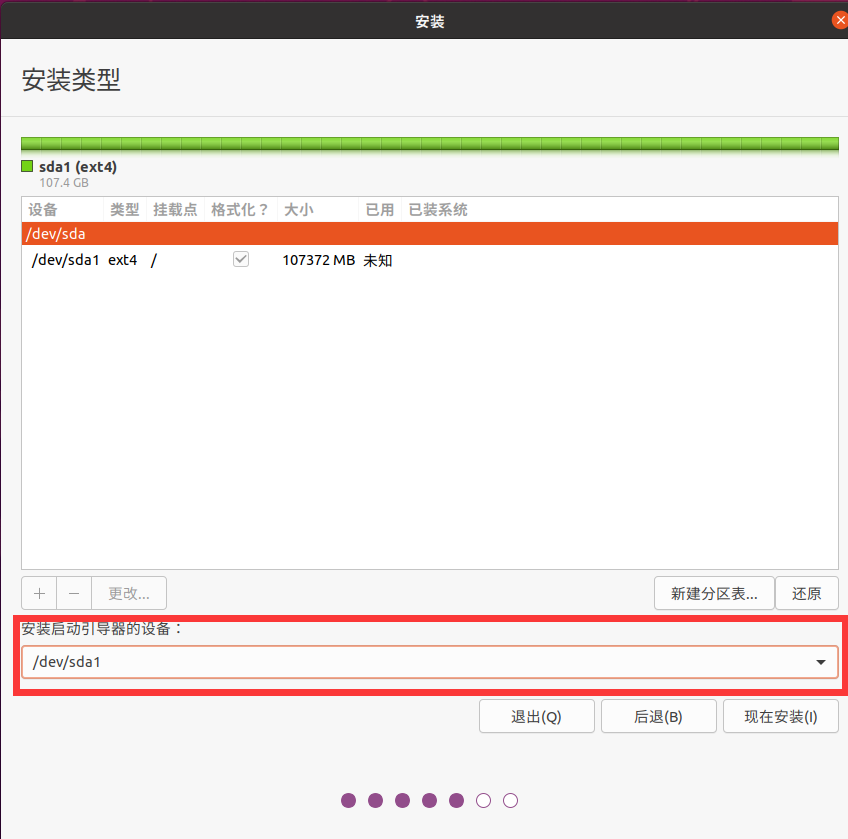 安装
安装类型
sda1 (ext4)
107.4 GB
设备 类型 挂载点 格式化？ 大小 已用 已装系统
/dev/sda
/dev/sda1 ext4 / 107372 MB 未知
+ − 更改... 新建分区表... 还原
安装启动引导器的设备：
/dev/sda1
退出(Q) 后退(B) 现在安装(I)